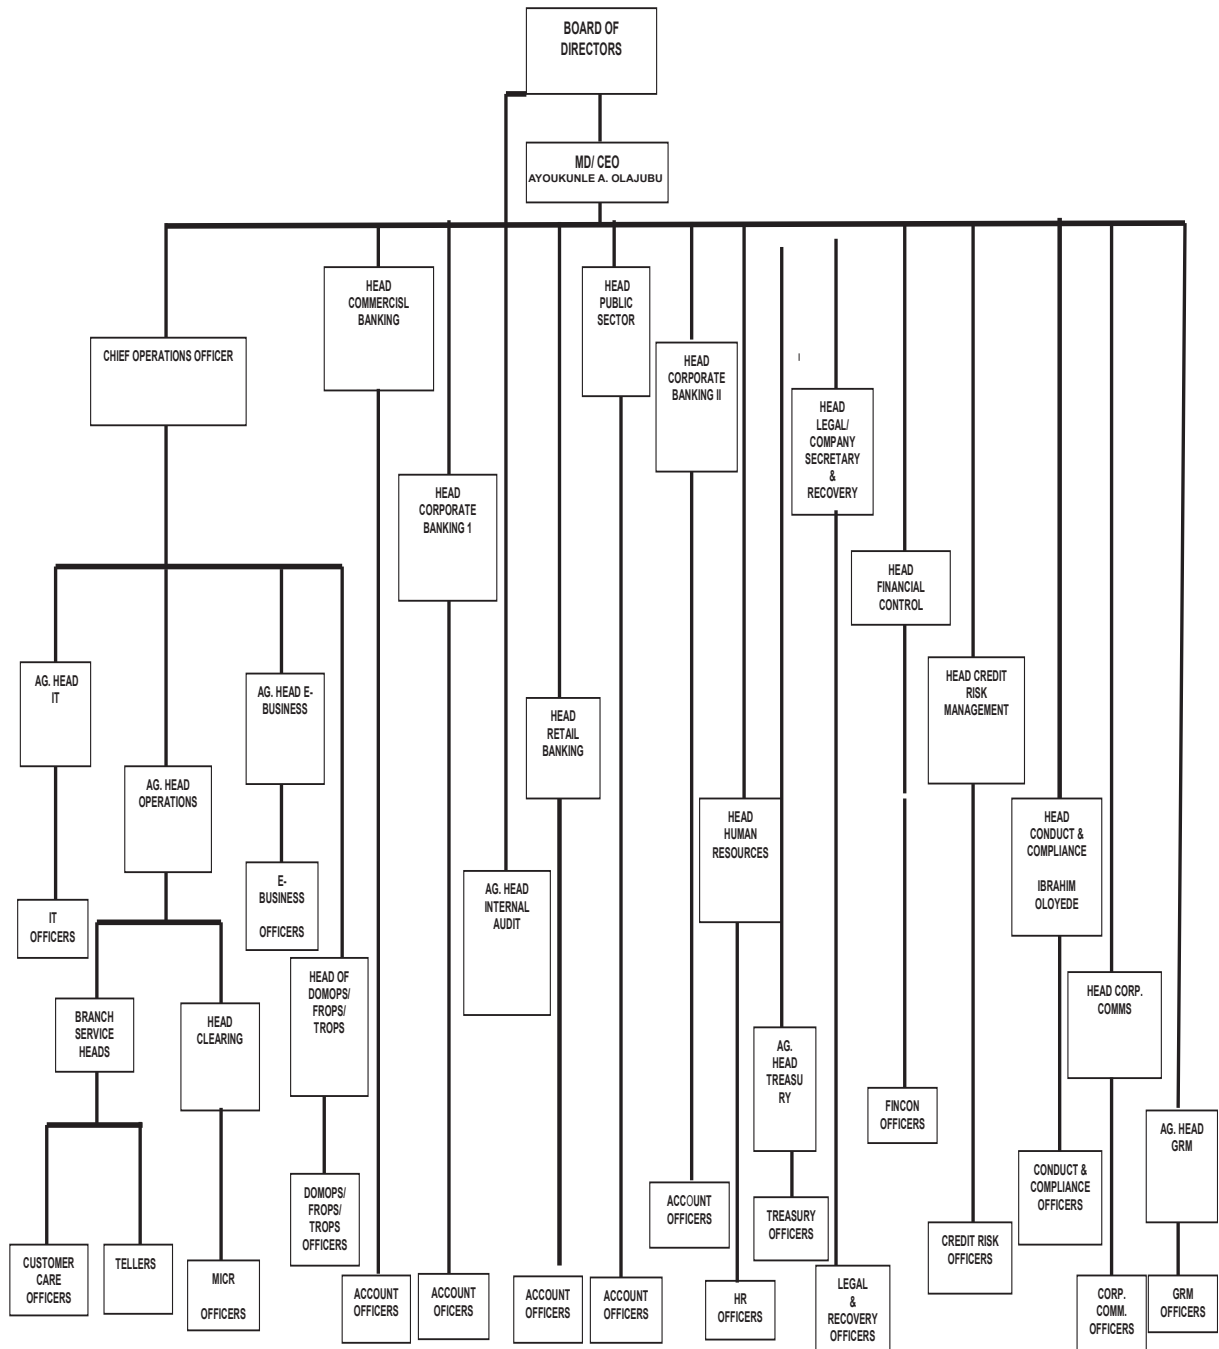 BOARD OF
DIRECTORS
MD/ CEO
AYOUKUNLE A. OLAJUBU
CHIEF OPERATIONS OFFICER
HEAD
COMMERCISL
BANKING
HEAD
CORPORATE
BANKING 1
HEAD
PUBLIC
SECTOR
HEAD
CORPORATE
BANKING II
HEAD
LEGAL/
COMPANY
SECRETARY
&
RECOVERY
HEAD
FINANCIAL
CONTROL
HEAD CREDIT
RISK
MANAGEMENT
AG. HEAD
IT
AG. HEAD
OPERATIONS
AG. HEAD E-
BUSINESS
HEAD
RETAIL
BANKING
HEAD
HUMAN
RESOURCES
HEAD
CONDUCT &
COMPLIANCE
IBRAHIM
OLOYEDE
IT
OFFICERS
E-
BUSINESS
OFFICERS
AG. HEAD
INTERNAL
AUDIT
HEAD OF
DOMOPS/
FROPS/
TROPS
HEAD CORP.
COMMS
BRANCH
SERVICE
HEADS
HEAD
CLEARING
AG.
HEAD
TREASU
RY
FINCON
OFFICERS
AG. HEAD
GRM
DOMOPS/
FROPS/
TROPS
OFFICERS
ACCOUNT
OFFICERS
TREASURY
OFFICERS
CONDUCT &
COMPLIANCE
OFFICERS
CREDIT RISK
OFFICERS
CUSTOMER
CARE
OFFICERS
TELLERS
MICR
OFFICERS
ACCOUNT
OFFICERS
ACCOUNT
OFICERS
ACCOUNT
OFFICERS
ACCOUNT
OFFICERS
HR
OFFICERS
LEGAL
&
RECOVERY
OFFICERS
CORP.
COMM.
OFFICERS
GRM
OFFICERS